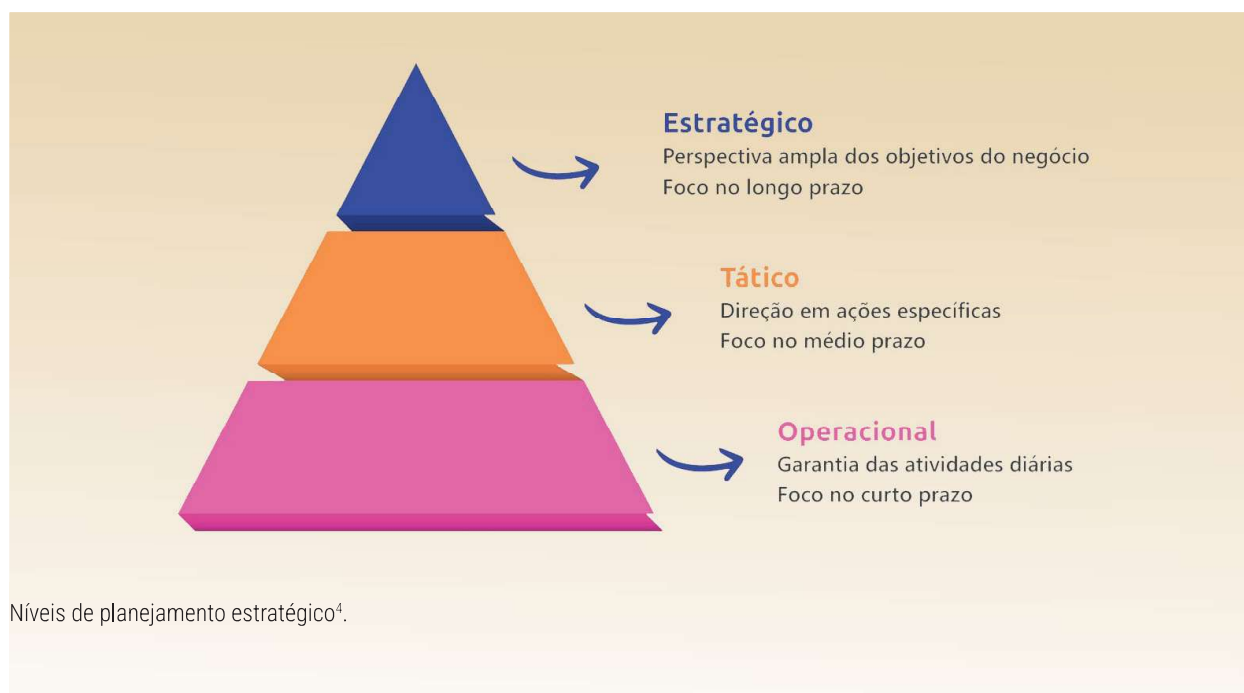 Estratégico
Perspectiva ampla dos objetivos do negócio
Foco no longo prazo
Tático
Direção em ações específicas
Foco no médio prazo
Operacional
Garantia das atividades diárias
Foco no curto prazo
Níveis de planejamento estratégico⁴.